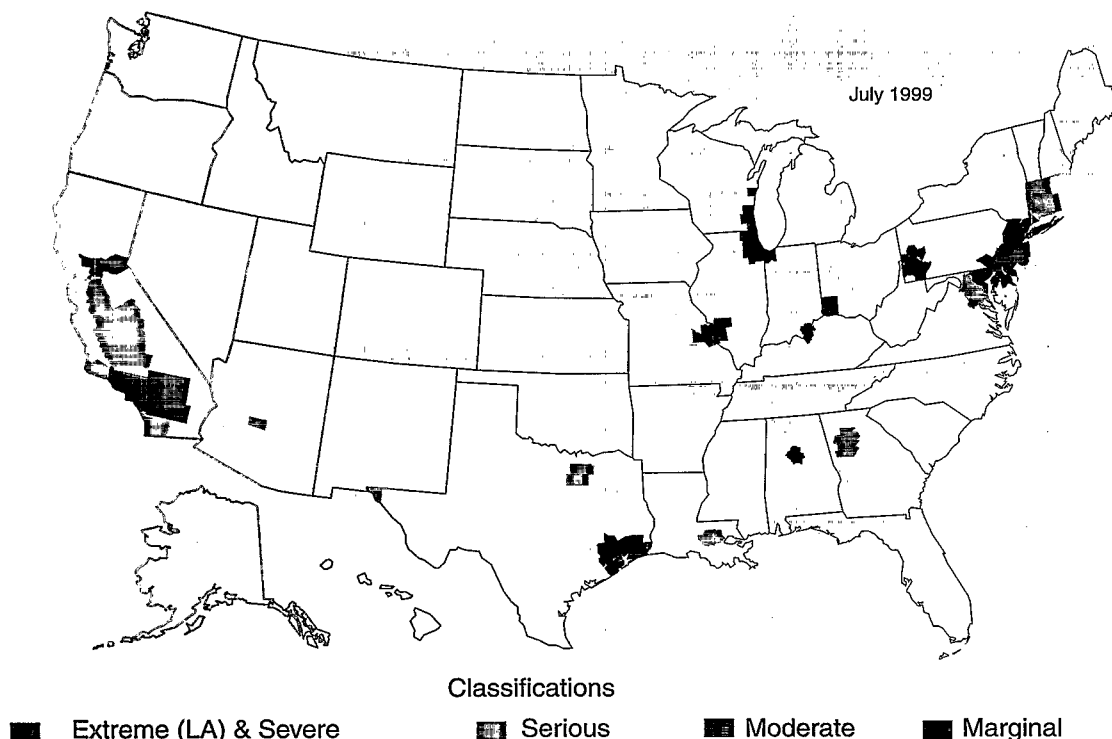 July 1999
Classifications
Extreme (LA) & Severe Serious Moderate Marginal